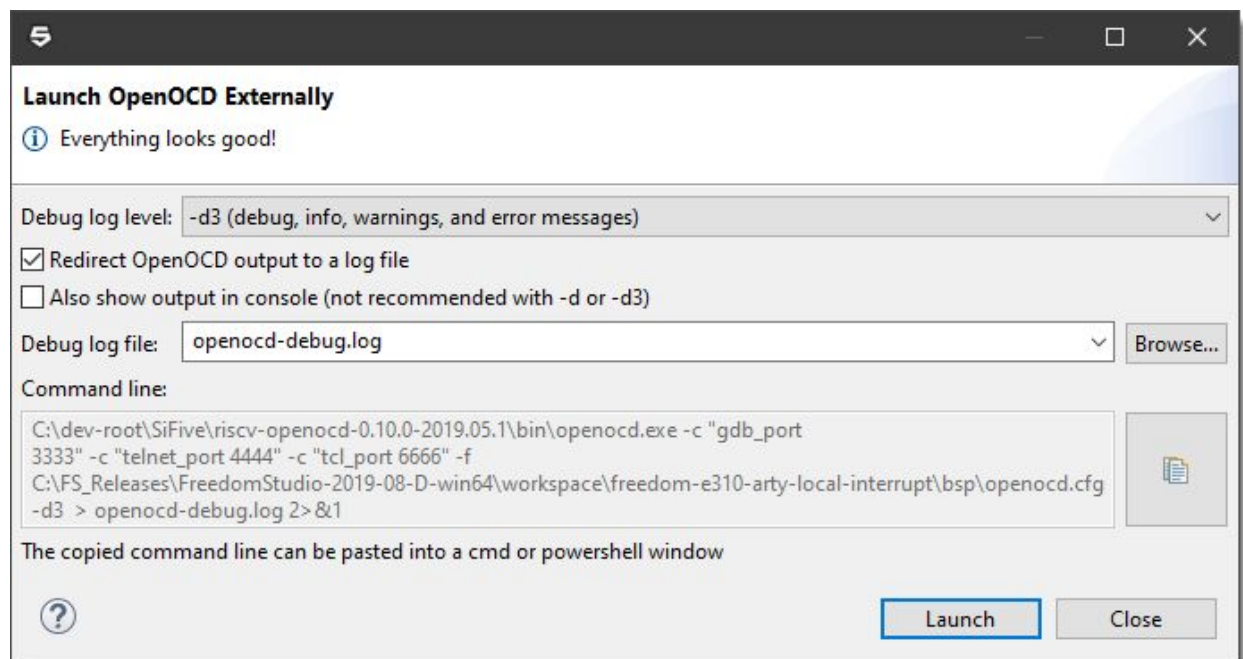 Launch OpenOCD Externally
Everything looks good!
Debug log level: -d3 (debug, info, warnings, and error messages)
Redirect OpenOCD output to a log file
Also show output in console (not recommended with -d or -d3)
Debug log file: openocd-debug.log Browse...
Command line:
C:\dev-root\SiFive\riscv-openocd-0.10.0-2019.05.1\bin\openocd.exe -c "gdb_port
3333" -c "telnet_port 4444" -c "tcl_port 6666" -f
C:\FS_Releases\FreedomStudio-2019-08-D-win64\workspace\freedom-e310-arty-local-interrupt\bsp\openocd.cfg
-d3  > openocd-debug.log 2>&1
The copied command line can be pasted into a cmd or powershell window
Launch Close